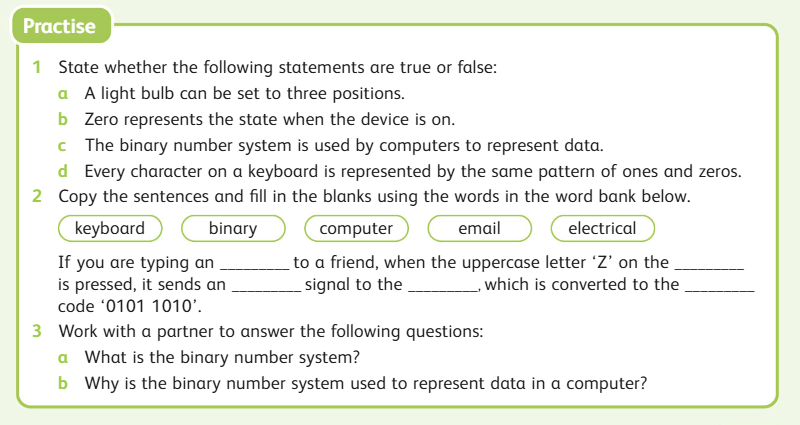 Practise
1 State whether the following statements are true or false:
a A light bulb can be set to three positions.
b Zero represents the state when the device is on.
c The binary number system is used by computers to represent data.
d Every character on a keyboard is represented by the same pattern of ones and zeros.
2 Copy the sentences and fill in the blanks using the words in the word bank below.
keyboard binary computer email electrical
If you are typing an _________ to a friend, when the uppercase letter ‘Z’ on the _________
is pressed, it sends an _________ signal to the _________, which is converted to the _________
code ‘0101 1010’.
3 Work with a partner to answer the following questions:
a What is the binary number system?
b Why is the binary number system used to represent data in a computer?